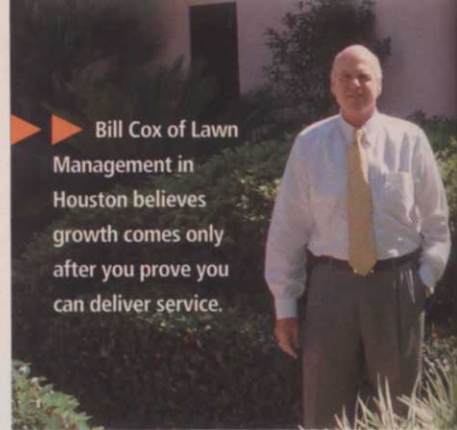 Bill Cox of Lawn
Management in
Houston believes
growth comes only
after you prove you
can deliver service.